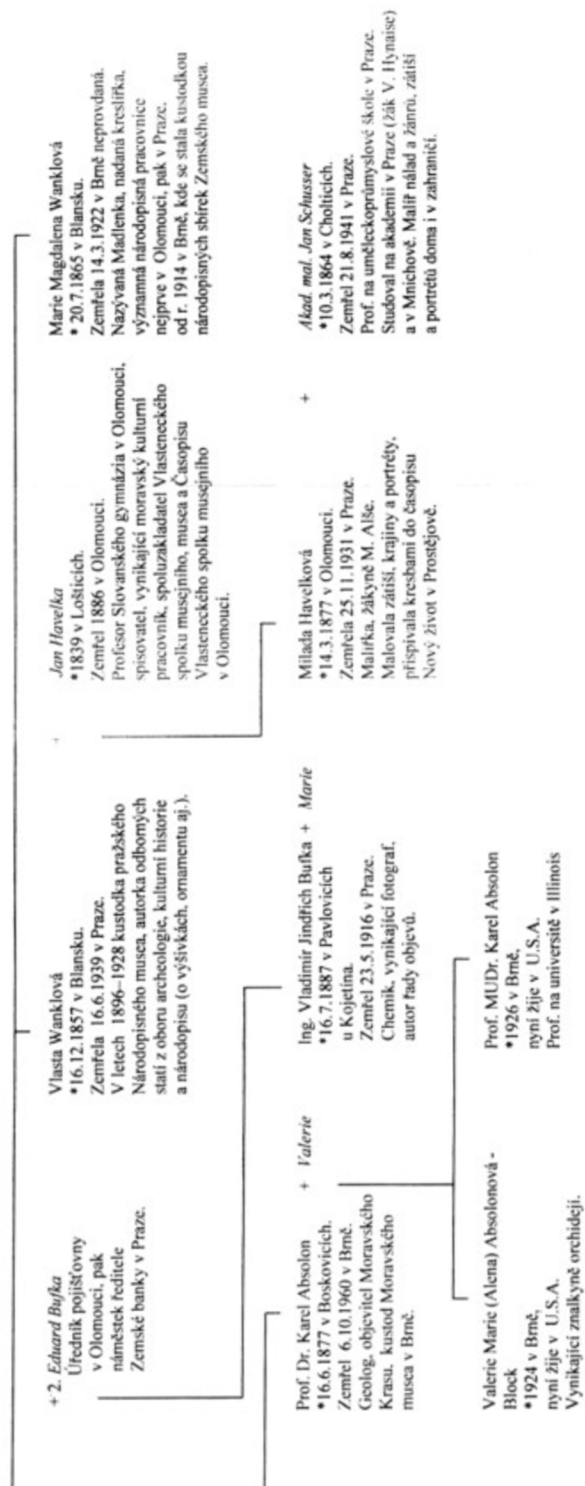 + 2. Eduard Bufka
Úředník pojišťovny
v Olomouci, pak
náměstek ředitele
Zemské banky v Praze.
Vlasta Wanklová
*16.12.1857 v Blansku.
Zemřela 16.6.1939 v Praze.
V letech 1896–1928 kustodka pražského
Národopisného musea, autorka odborných
statí z oboru archeologie, kulturní historie
a národopisu (o výšivkách, ornamentu aj.).
+
Jan Havelka
*1839 v Lošticích.
Zemřel 1886 v Olomouci.
Profesor Slovanského gymnázia v Olomouci,
spisovatel, vynikající moravský kulturní
pracovník, spoluzakladatel Vlasteneckého
spolku musejního, musea a Časopisu
Vlasteneckého spolku musejního
v Olomouci.
Marie Magdalena Wanklová
* 20.7.1865 v Blansku.
Zemřela 14.3.1922 v Brně neprovdaná.
Nazývaná Madlenka, nadaná kreslířka,
významná národopisná pracovnice
nejprve v Olomouci, pak v Praze,
od r. 1914 v Brně, kde se stala kustodkou
národopisných sbírek Zemského musea.
Prof. Dr. Karel Absolon
*16.6.1877 v Boskovicích.
Zemřel 6.10.1960 v Brně.
Geolog, objevitel Moravského
Krasu, kustod Moravského
musea v Brně.
+ Valerie
Ing. Vladimír Jindřich Bufka + Marie
*16.7.1887 v Pavlovicích
u Kojetína.
Zemřel 23.5.1916 v Praze.
Chemik, vynikající fotograf,
autor řady objevů.
Milada Havelková
*14.3.1877 v Olomouci.
Zemřela 25.11.1931 v Praze.
Malířka, žákyně M. Alše.
Malovala zátiší, krajiny a portréty,
přispívala kresbami do časopisu
Nový život v Prostějově.
+
Akad. mal. Jan Schusser
*10.3.1864 v Cholticích.
Zemřel 21.8.1941 v Praze.
Prof. na uměleckoprůmyslové škole v Praze.
Studoval na akademii v Praze (žák V. Hynaise)
a v Mnichově. Malíř nálad a žánrů, zátiší
a portrétů doma i v zahraničí.
Valerie Marie (Alena) Absolonová -
Block
*1924 v Brně,
nyní žije v U.S.A.
Vynikající znalkyně orchidejí.
Prof. MUDr. Karel Absolon
*1926 v Brně,
nyní žije v U.S.A.
Prof. na universitě v Illinois